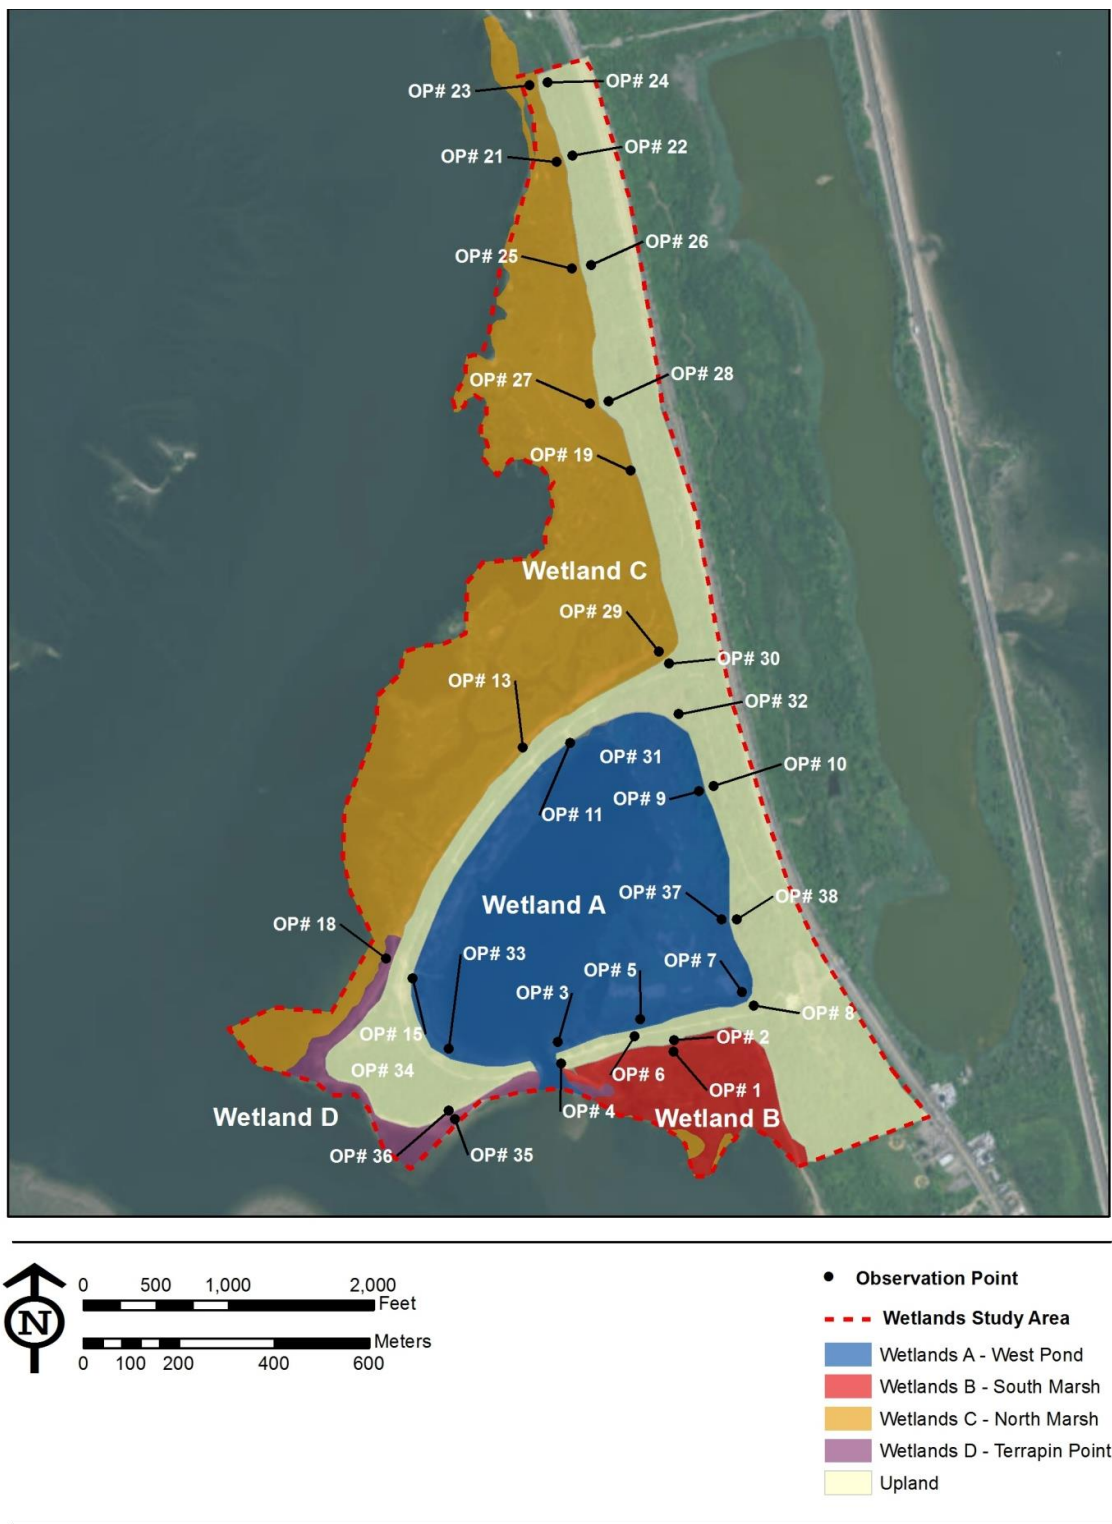 OP# 23
OP# 24
OP# 21
OP# 22
OP# 25
OP# 26
OP# 27
OP# 28
OP# 19
Wetland C
OP# 29
OP# 30
OP# 13
OP# 32
OP# 31
OP# 10
OP# 9
OP# 11
OP# 37
OP# 38
Wetland A
OP# 18
OP# 33
OP# 7
OP# 5
OP# 3
OP# 8
OP# 15
OP# 2
OP# 34
OP# 6
OP# 1
Wetland D
OP# 4
Wetland B
OP# 36
OP# 35
N
0 500 1,000 2,000
Feet
Meters
0 100 200 400 600
Observation Point
Wetlands Study Area
Wetlands A - West Pond
Wetlands B - South Marsh
Wetlands C - North Marsh
Wetlands D - Terrapin Point
Upland